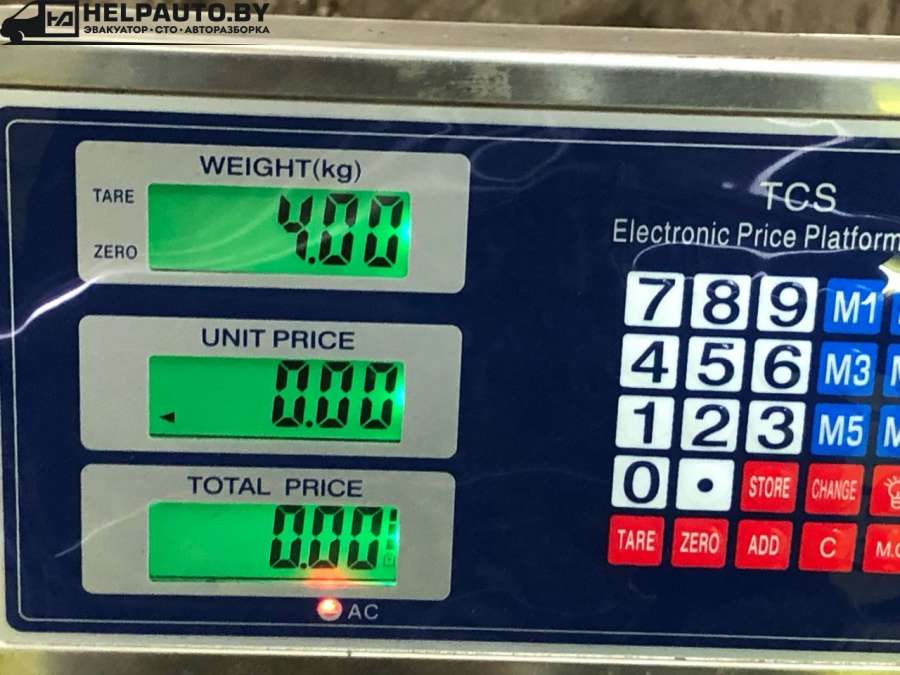 HELPAUTO.BY
ЭВАКУАТОР • СТО • АВТОРАЗБОРКА
WEIGHT(kg)
TARE
4.00
ZERO
UNIT PRICE
0.00
TOTAL PRICE
0.00
AC
TCS
Electronic Price Platform
7 8 9 M1
4 5 6 M3
1 2 3 M5
0 • STORE CHANGE
TARE ZERO ADD C